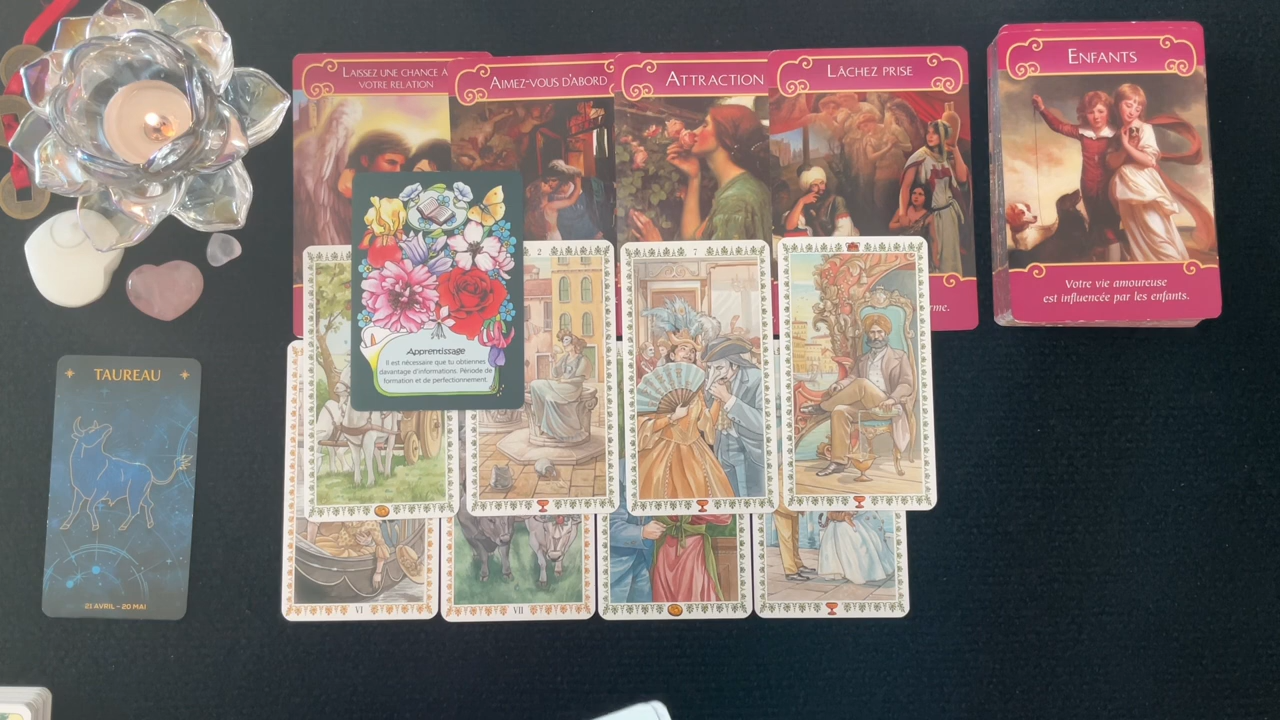 LAISSEZ UNE CHANCE A
VOTRE RELATION
AIMEZ-VOUS D'ABORD
ATTRACTION
LÂCHEZ PRISE
ENFANTS
Votre vie amoureuse
est influencée par les enfants.
2
7
Apprentissage
Il est nécessaire que tu obtiennes
davantage d'informations. Période de
formation et de perfectionnement.
TAUREAU
21 AVRIL – 20 MAI
VI
VII